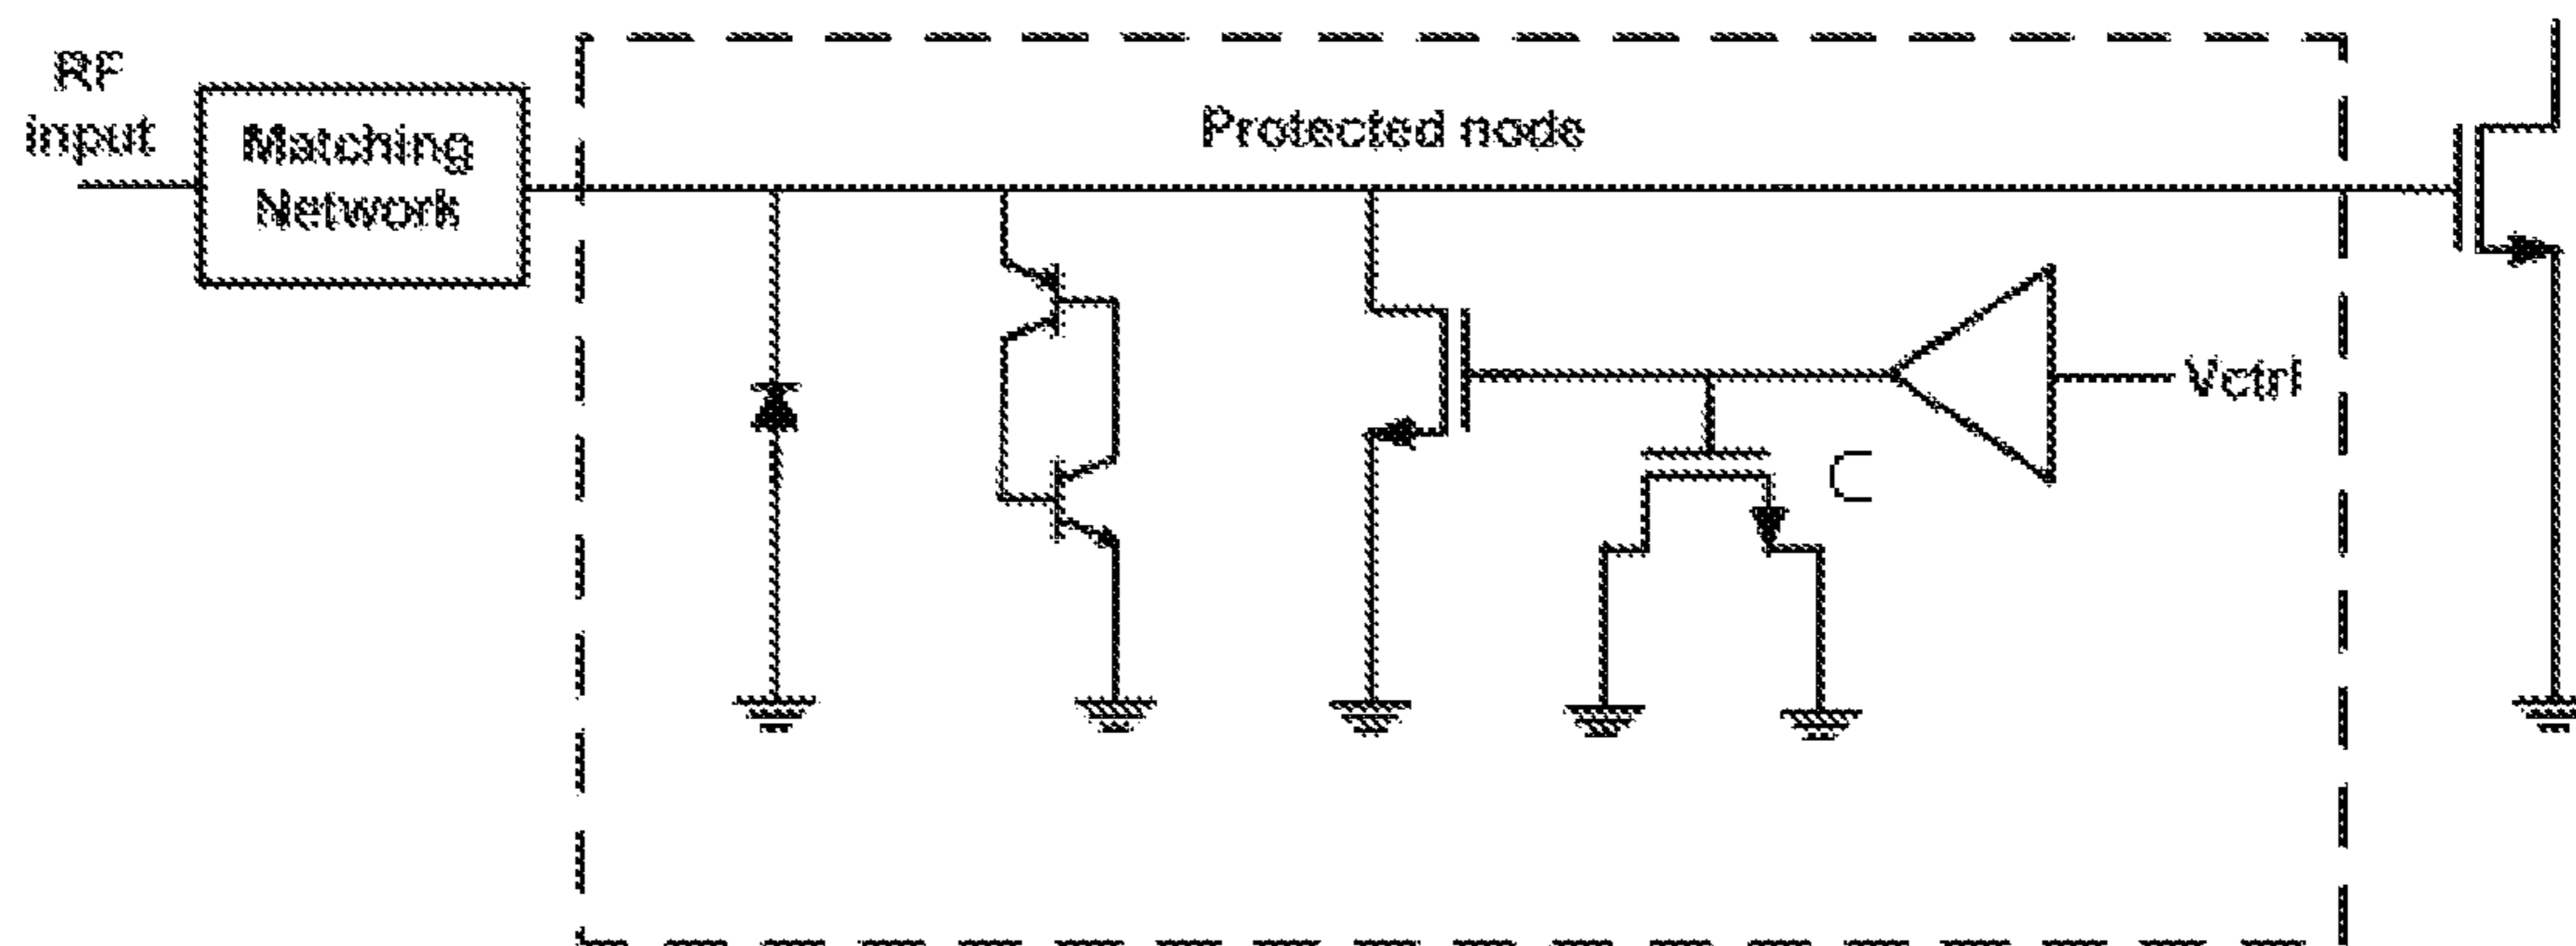 RF
input
Matching
Network
Protected node
Vctrl
C